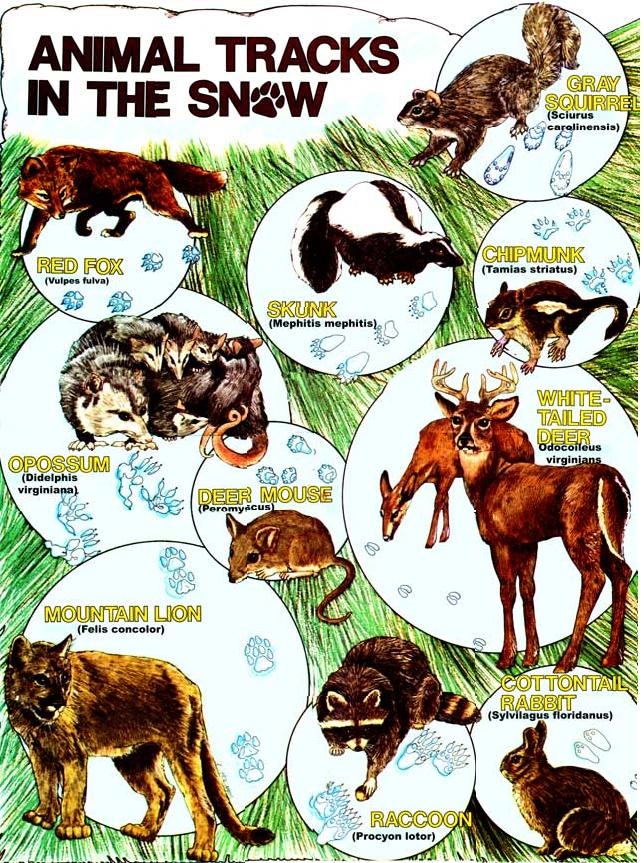 ANIMAL TRACKS
IN THE SNOW
GRAY
SQUIRREL
(Sciurus
carolinensis)
RED FOX
(Vulpes fulva)
SKUNK
(Mephitis mephitis)
CHIPMUNK
(Tamias striatus)
WHITE-
TAILED
DEER
Odocoileus
virginians
OPOSSUM
(Didelphis
virginiana)
DEER MOUSE
(Peromyscus)
MOUNTAIN LION
(Felis concolor)
COTTONTAIL
RABBIT
(Sylvilagus floridanus)
RACCOON
(Procyon lotor)